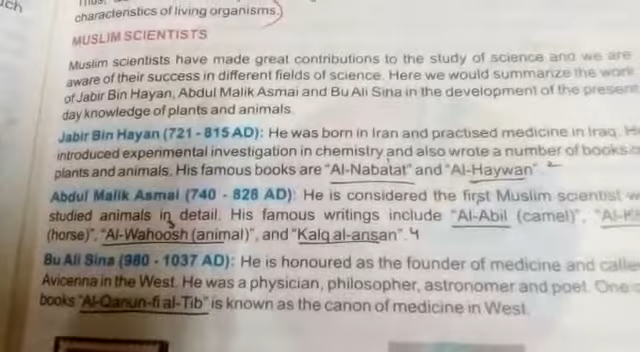 characteristics of living organisms.
MUSLIM SCIENTISTS
Muslim scientists have made great contributions to the study of science and we are
aware of their success in different fields of science. Here we would summarize the work
of Jabir Bin Hayan, Abdul Malik Asmai and Bu Ali Sina in the development of the present
day knowledge of plants and animals.
Jabir Bin Hayan (721 - 815 AD): He was born in Iran and practised medicine in Iraq. H
introduced experimental investigation in chemistry and also wrote a number of books
plants and animals. His famous books are "Al-Nabatat" and "Al-Haywan" 2
Abdul Malik Asmai (740 - 828 AD): He is considered the first Muslim scientist w
studied animals in detail. His famous writings include "Al-Abil (camel)", "Al-K
(horse)", "Al-Wahoosh (animal)", and "Kalq al-ansan". 4
Bu Ali Sina (980 - 1037 AD): He is honoured as the founder of medicine and calle
Avicenna in the West. He was a physician, philosopher, astronomer and poet. One
books "Al-Qanun-fi al-Tib" is known as the canon of medicine in West.